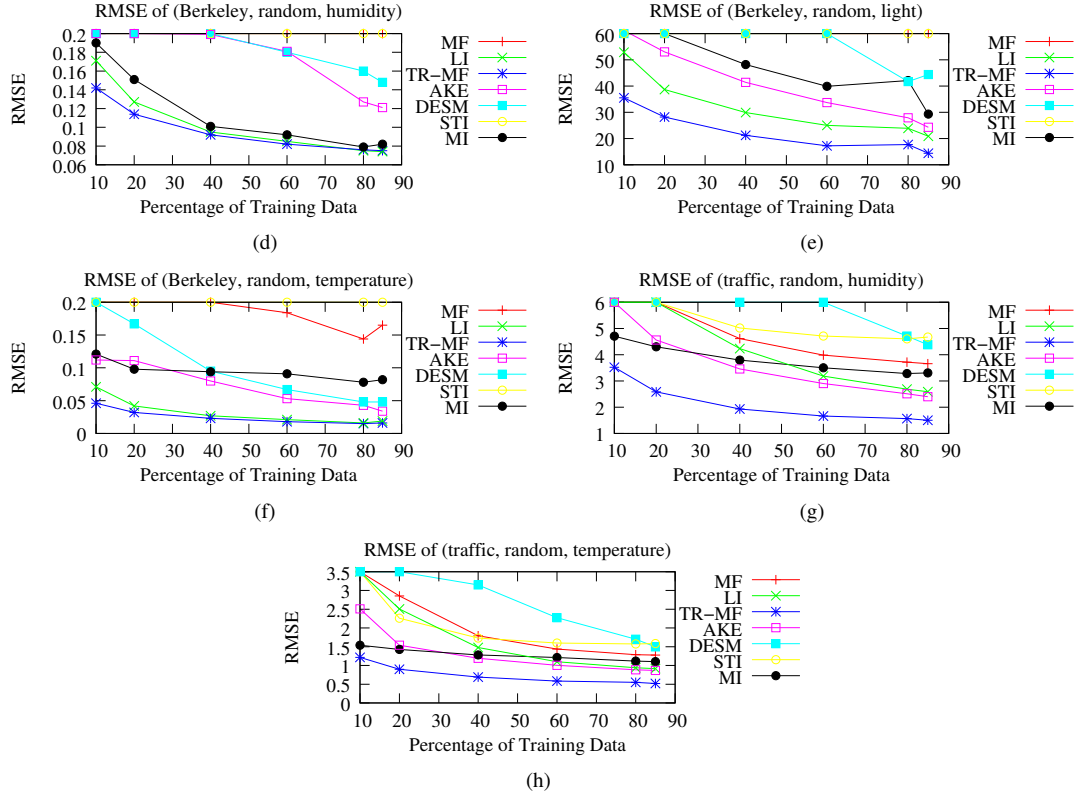 RMSE of (Berkeley, random, humidity)
RMSE
0.2
0.18
0.16
0.14
0.12
0.1
0.08
0.06
10 20 30 40 50 60 70 80 90
Percentage of Training Data
MF
LI
TR-MF
AKE
DESM
STI
MI
(d)
RMSE of (Berkeley, random, light)
RMSE
60
50
40
30
20
10
10 20 30 40 50 60 70 80 90
Percentage of Training Data
MF
LI
TR-MF
AKE
DESM
STI
MI
(e)
RMSE of (Berkeley, random, temperature)
RMSE
0.2
0.15
0.1
0.05
0
10 20 30 40 50 60 70 80 90
Percentage of Training Data
MF
LI
TR-MF
AKE
DESM
STI
MI
(f)
RMSE of (traffic, random, humidity)
RMSE
6
5
4
3
2
1
10 20 30 40 50 60 70 80 90
Percentage of Training Data
MF
LI
TR-MF
AKE
DESM
STI
MI
(g)
RMSE of (traffic, random, temperature)
RMSE
3.5
3
2.5
2
1.5
1
0.5
0
10 20 30 40 50 60 70 80 90
Percentage of Training Data
MF
LI
TR-MF
AKE
DESM
STI
MI
(h)